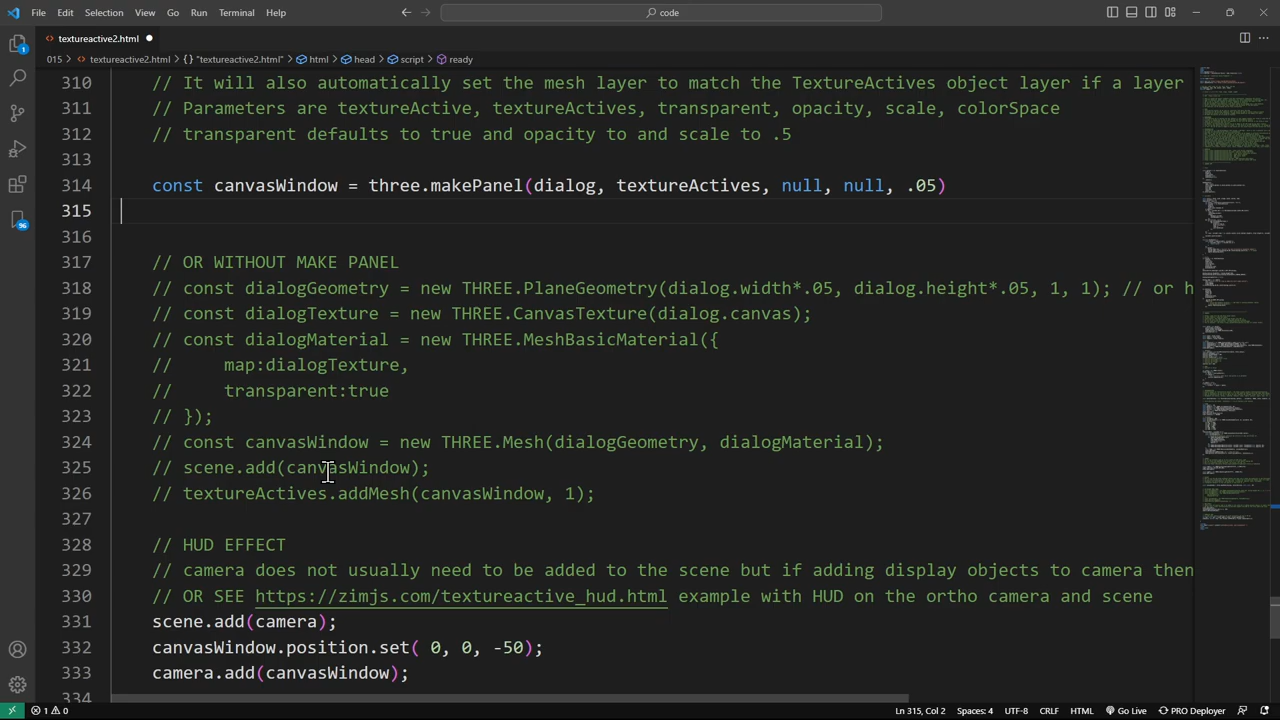 File Edit Selection View Go Run Terminal Help
code
textureactive2.html
015 > textureactive2.html > {} "textureactive2.html" > html > head > script > ready
310 // It will also automatically set the mesh layer to match the TextureActives object layer if a layer
311 // Parameters are textureActive, textureActives, transparent,opacity, scale,colorSpace
312 // transparent defaults to true and opacity to and scale to .5
313
314 const canvasWindow = three.makePanel(dialog, textureActives, null, null, .05)
315
316
317 // OR WITHOUT MAKE PANEL
318 // const dialogGeometry = new THREE.PlaneGeometry(dialog.width*.05, dialog.height*.05, 1, 1); // or h
319 // const dialogTexture = new THREE.CanvasTexture(dialog.canvas);
320 // const dialogMaterial = new THREE.MeshBasicMaterial({
321 //     map:dialogTexture,
322 //     transparent:true
323 // });
324 // const canvasWindow = new THREE.Mesh(dialogGeometry, dialogMaterial);
325 // scene.add(canvasWindow);
326 // textureActives.addMesh(canvasWindow, 1);
327
328 // HUD EFFECT
329 // camera does not usually need to be added to the scene but if adding display objects to camera then
330 // OR SEE https://zimjs.com/textureactive_hud.html example with HUD on the ortho camera and scene
331 scene.add(camera);
332 canvasWindow.position.set( 0, 0, -50);
333 camera.add(canvasWindow);
334
1
96
1 0
Ln 315, Col 2 Spaces: 4 UTF-8 CRLF HTML Go Live PRO Deployer